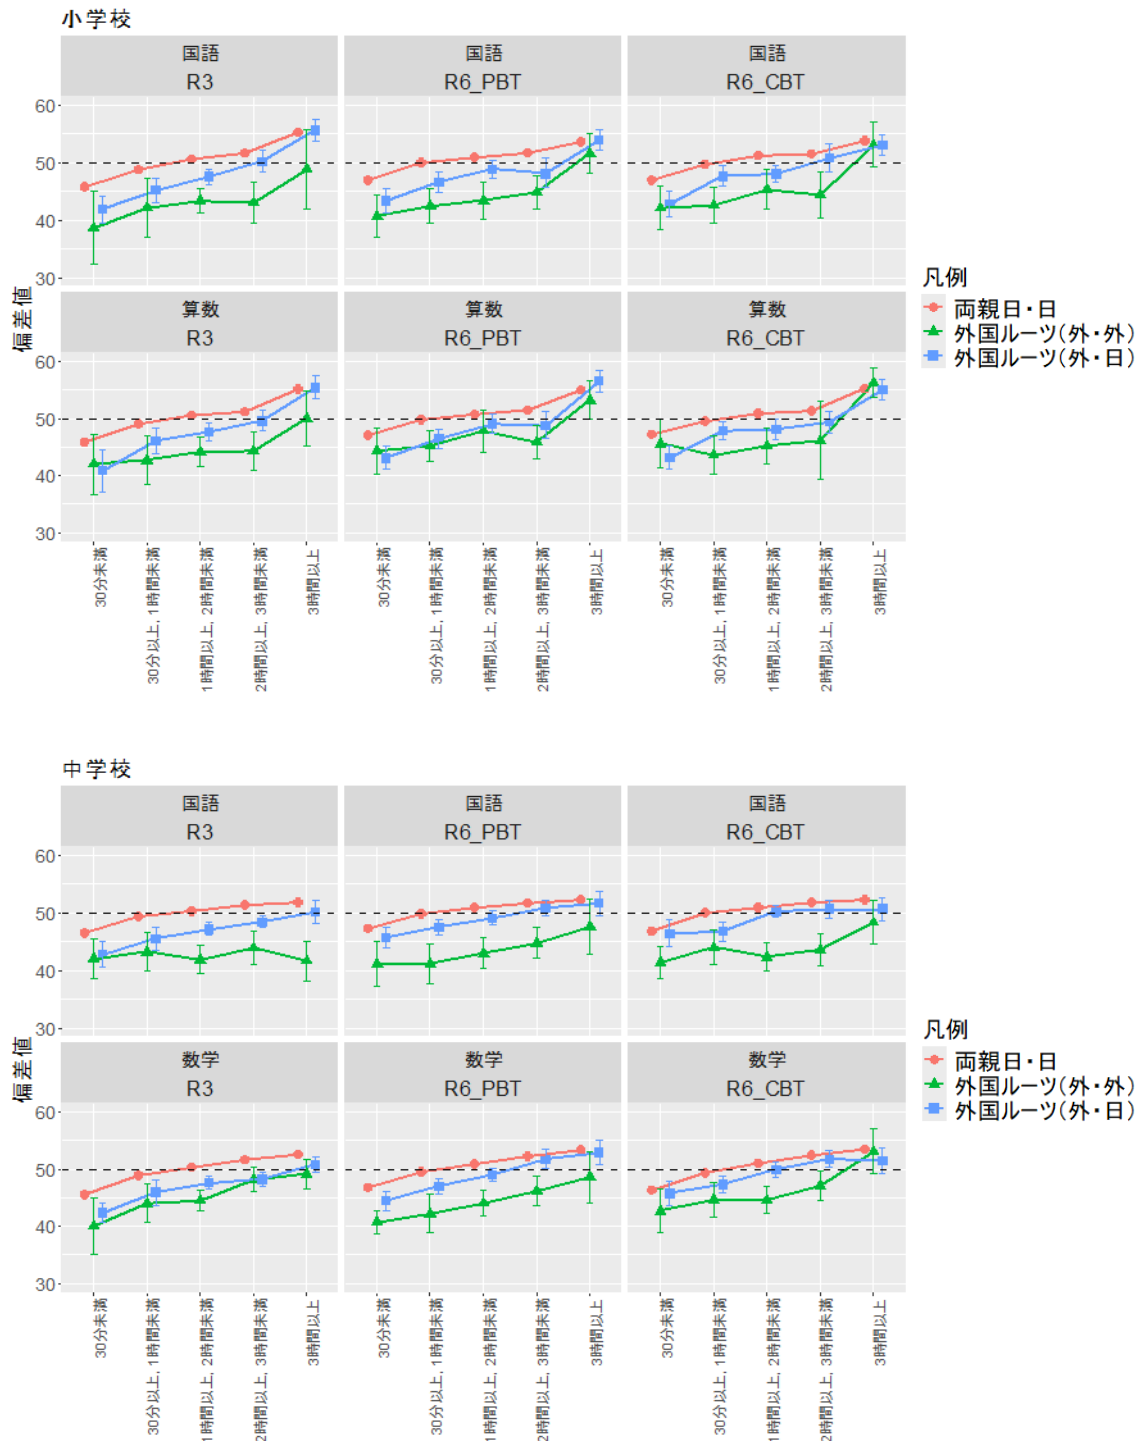 小学校
国語
R3
国語
R6_PBT
国語
R6_CBT
60
50
40
30
算数
R3
算数
R6_PBT
算数
R6_CBT
60
50
40
30
偏差値
30分未満
30分以上, 1時間未満
1時間以上, 2時間未満
2時間以上, 3時間未満
3時間以上
30分未満
30分以上, 1時間未満
1時間以上, 2時間未満
2時間以上, 3時間未満
3時間以上
30分未満
30分以上, 1時間未満
1時間以上, 2時間未満
2時間以上, 3時間未満
3時間以上
凡例
両親日・日
外国ルーツ(外・外)
外国ルーツ(外・日)
中学校
国語
R3
国語
R6_PBT
国語
R6_CBT
60
50
40
30
数学
R3
数学
R6_PBT
数学
R6_CBT
60
50
40
30
偏差値
30分未満
30分以上, 1時間未満
1時間以上, 2時間未満
2時間以上, 3時間未満
3時間以上
30分未満
30分以上, 1時間未満
1時間以上, 2時間未満
2時間以上, 3時間未満
3時間以上
30分未満
30分以上, 1時間未満
1時間以上, 2時間未満
2時間以上, 3時間未満
3時間以上
凡例
両親日・日
外国ルーツ(外・外)
外国ルーツ(外・日)